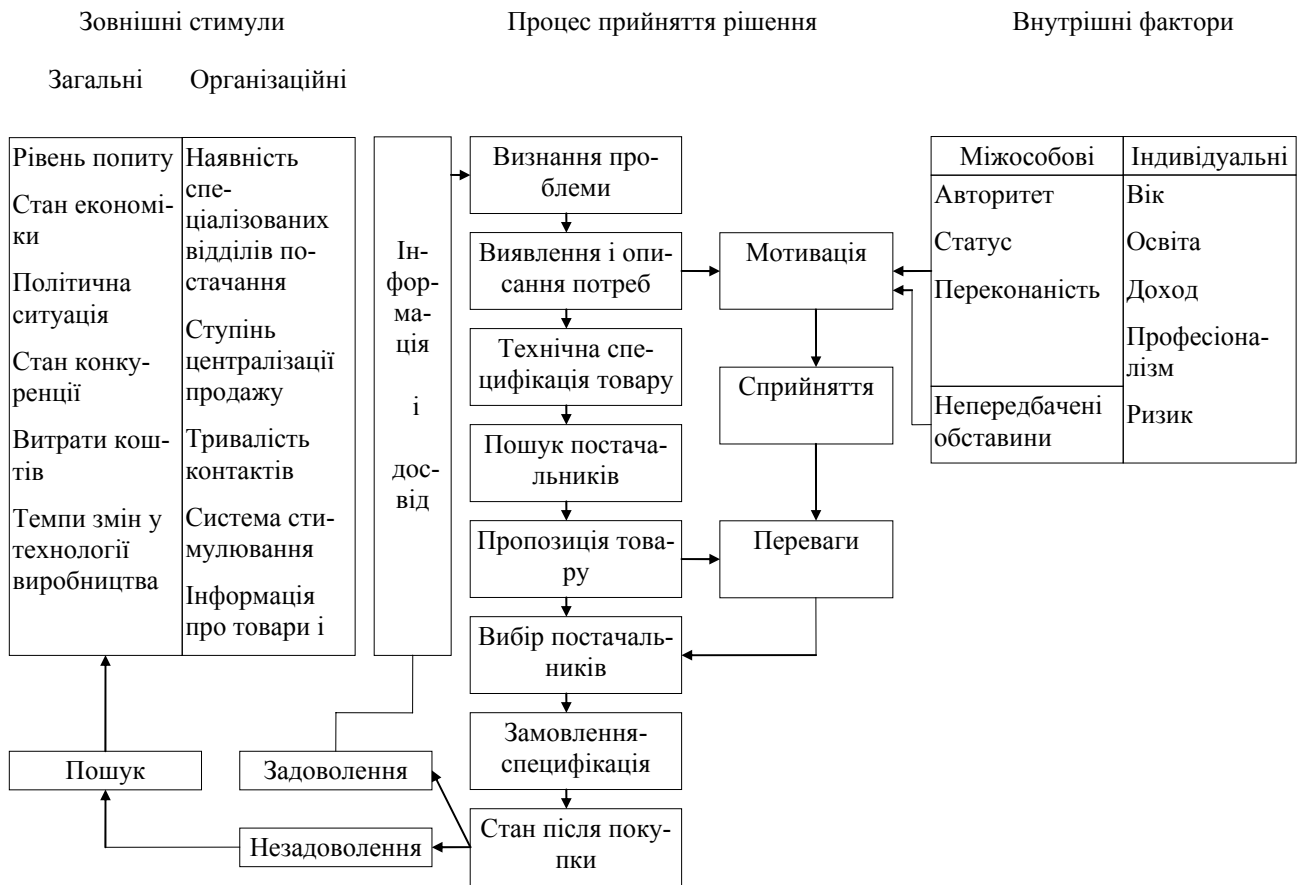 Зовнішні стимули
Процес прийняття рішення
Внутрішні фактори
Загальні
Організаційні
Рівень попиту
Стан економі-
ки
Політична
ситуація
Стан конку-
ренції
Витрати кош-
тів
Темпи змін у
технології
виробництва
Наявність
спе-
ціалізованих
відділів по-
стачання
Ступінь
централізації
продажу
Тривалість
контактів
Система сти-
мулювання
Інформація
про товари і
Ін-
фор-
ма-
ція
і
дос-
від
Визнання про-
блеми
Виявлення і опи-
сання потреб
Технічна спе-
цифікація товару
Пошук постача-
льників
Пропозиція това-
ру
Вибір постачаль-
ників
Замовлення-
специфікація
Стан після поку-
пки
Мотивація
Сприйняття
Переваги
Міжособові
Авторитет
Статус
Переконаність
Непередбачені
обставини
Індивідуальні
Вік
Освіта
Доход
Професіона-
лізм
Ризик
Пошук
Задоволення
Незадоволення